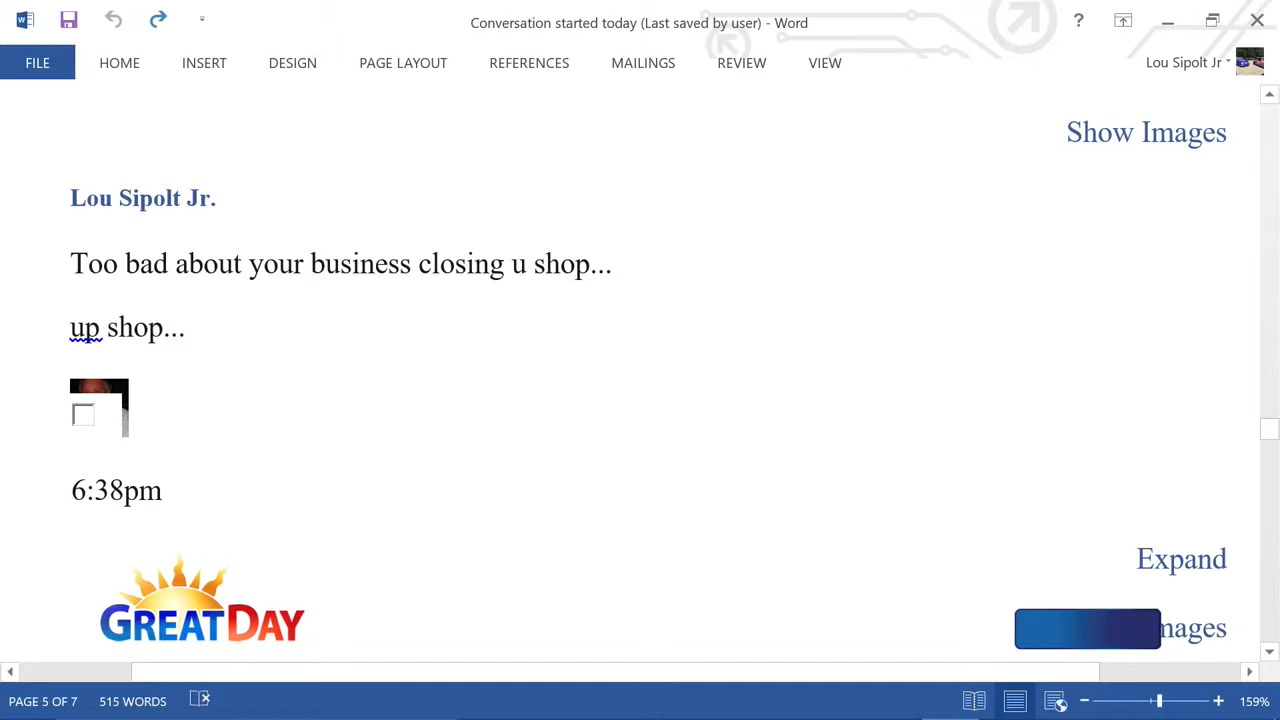 Conversation started today (Last saved by user) - Word
?
FILE HOME INSERT DESIGN PAGE LAYOUT REFERENCES MAILINGS REVIEW VIEW Lou Sipolt Jr
Show Images
Lou Sipolt Jr.
Too bad about your business closing u shop...
up shop...
6:38pm
Expand
GREATDAY
mages
PAGE 5 OF 7 515 WORDS 159%